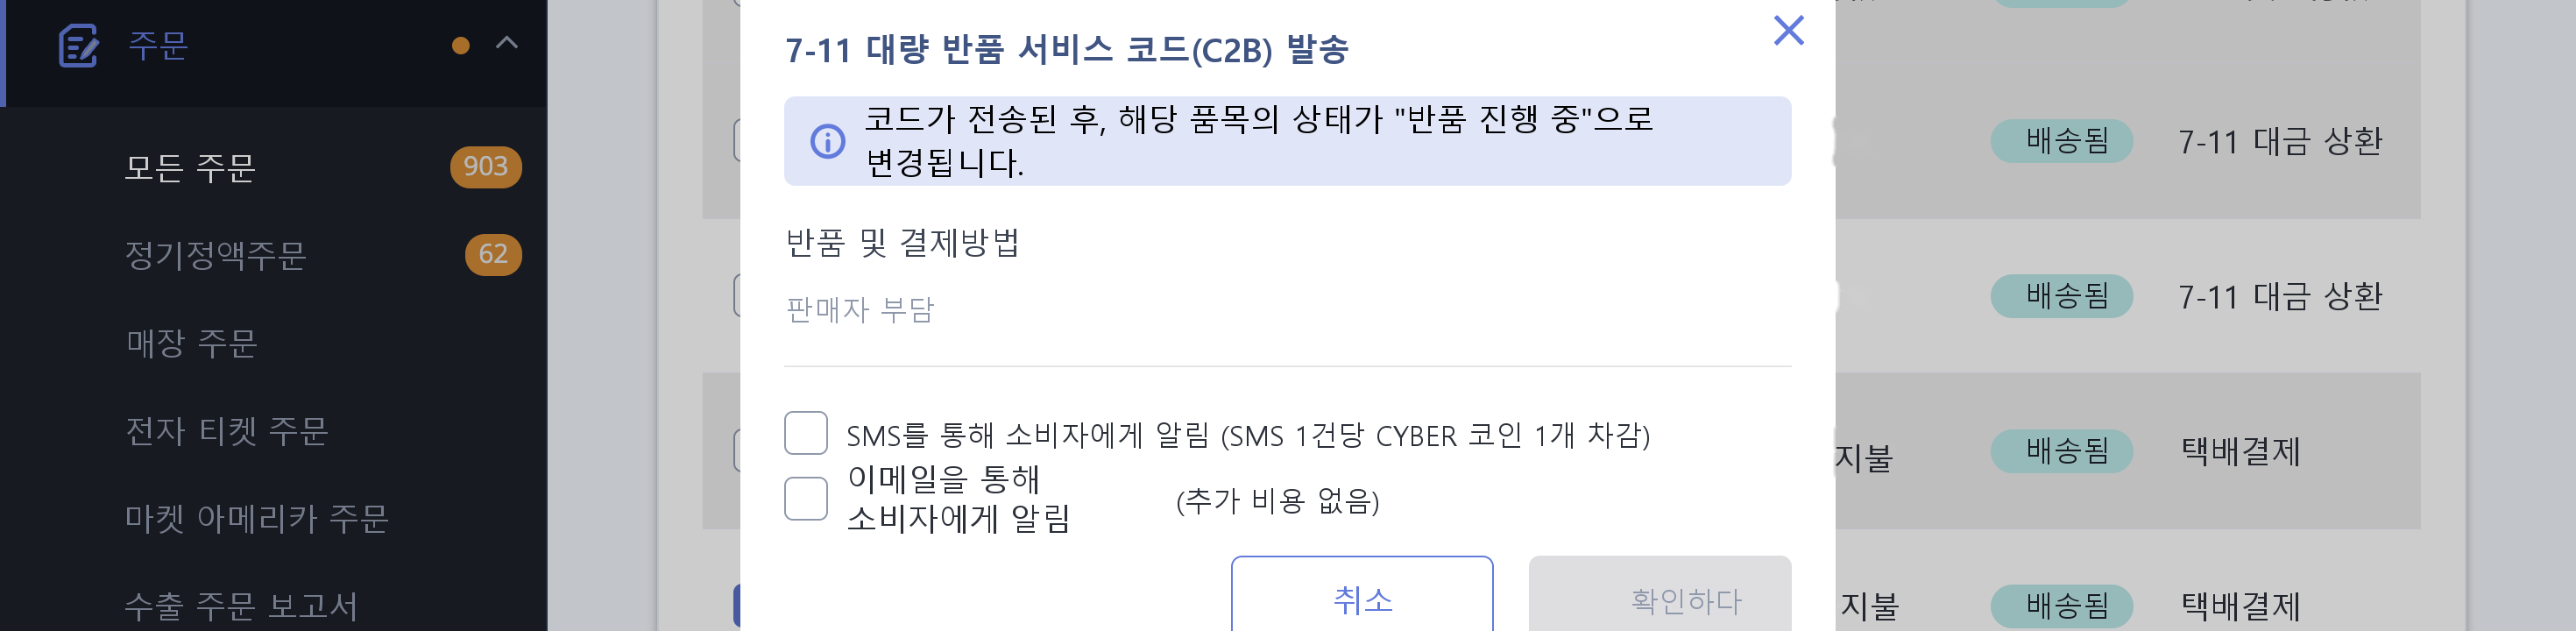 주문
모든 주문 903
정기정액주문 62
매장 주문
전자 티켓 주문
마켓 아메리카 주문
수출 주문 보고서
7-11 대량 반품 서비스 코드(C2B) 발송
코드가 전송된 후, 해당 품목의 상태가 "반품 진행 중"으로
변경됩니다.
반품 및 결제방법
판매자 부담
SMS를 통해 소비자에게 알림 (SMS 1건당 CYBER 코인 1개 차감)
이메일을 통해
소비자에게 알림
(추가 비용 없음)
취소
확인하다
배송됨 7-11 대금 상환
배송됨 7-11 대금 상환
지불 배송됨 택배결제
지불 배송됨 택배결제